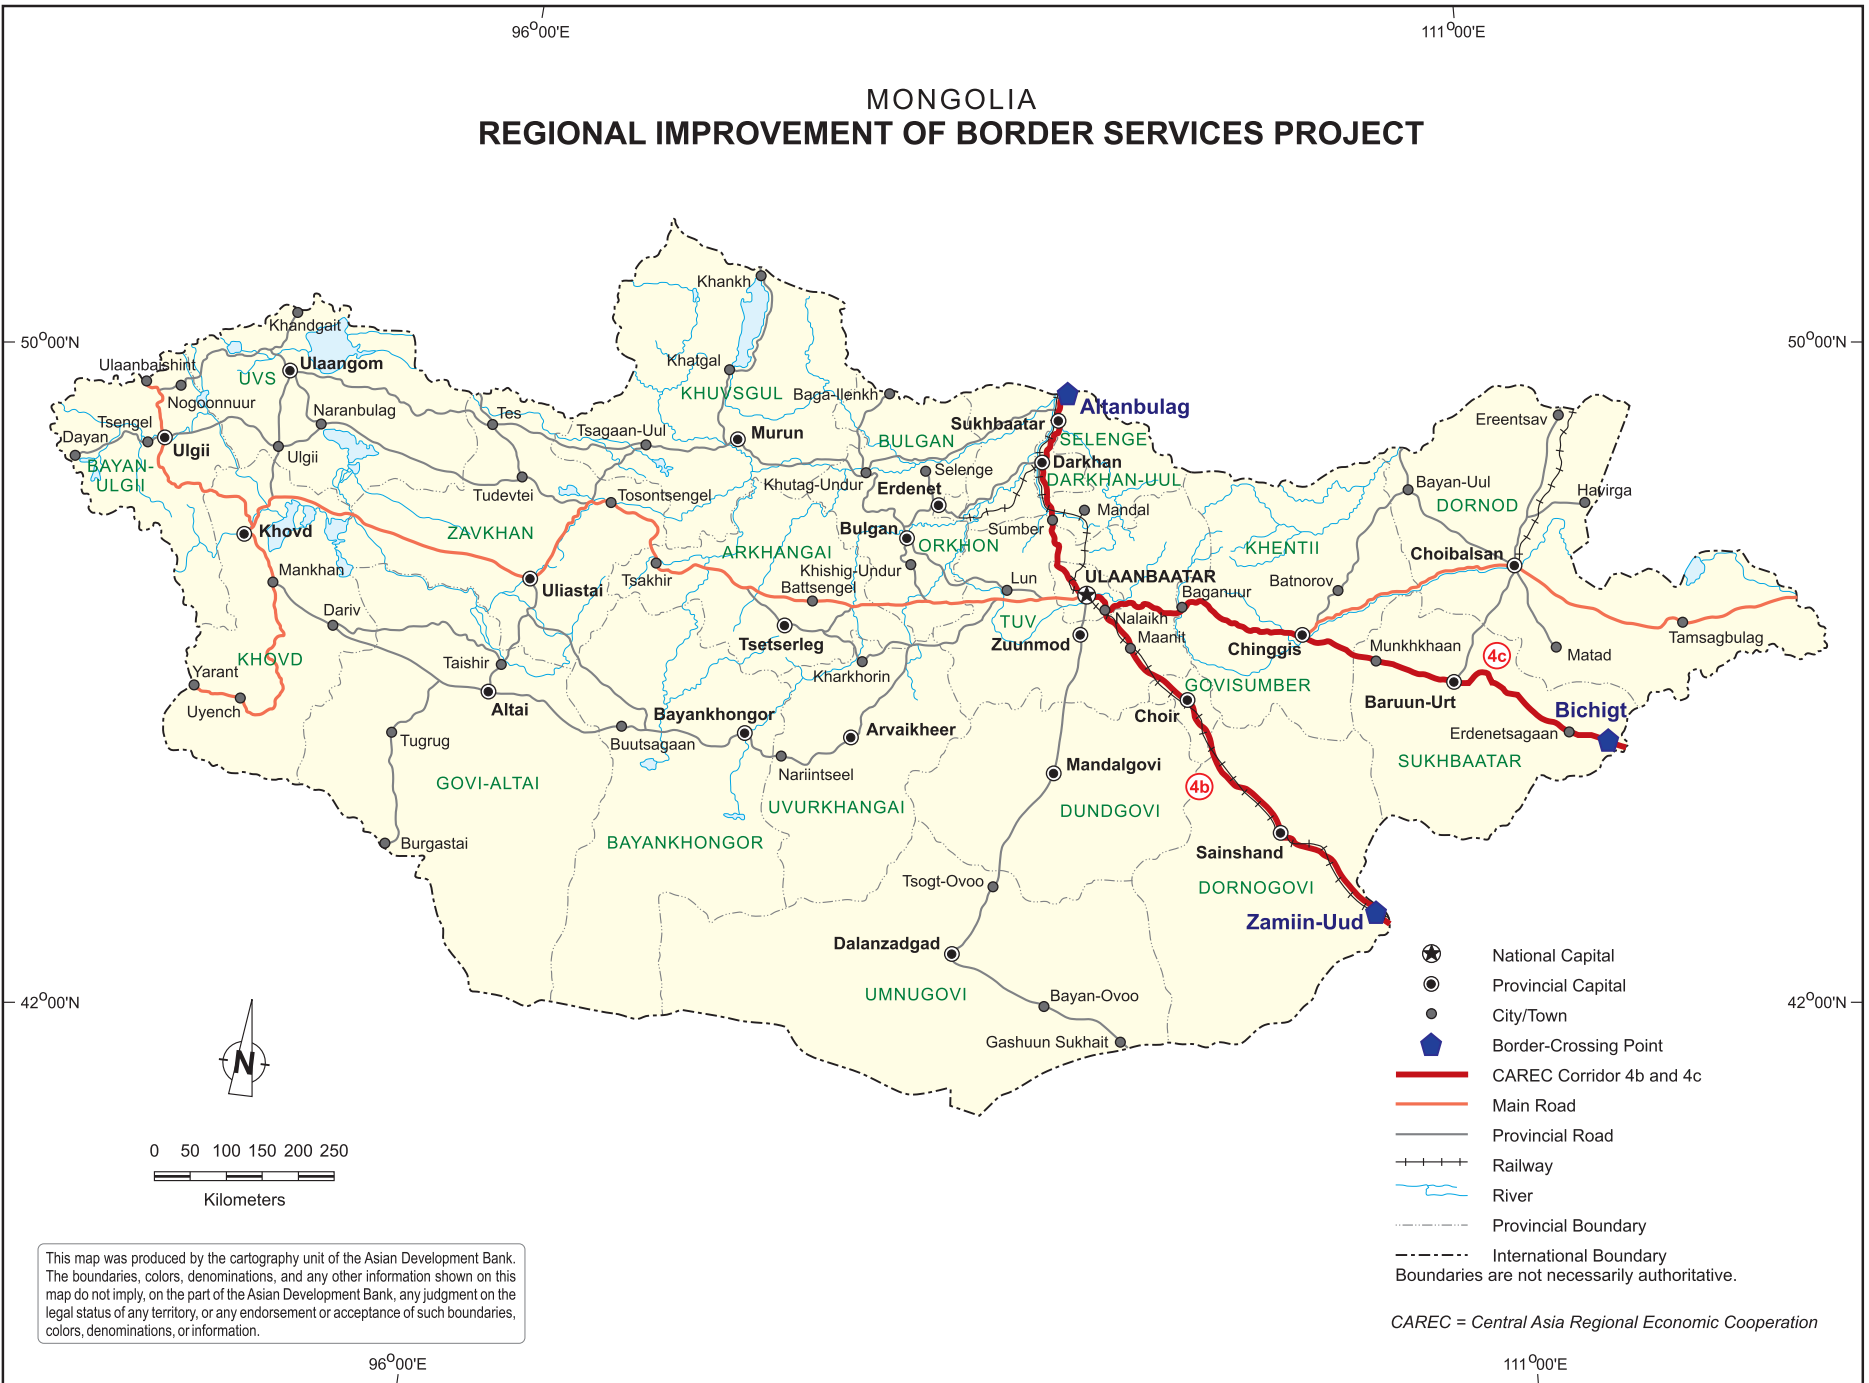 96°00'E
111°00'E
MONGOLIA
REGIONAL IMPROVEMENT OF BORDER SERVICES PROJECT
50°00'N
50°00'N
Khankh
Khandgait
Ulaanbaishint
Ulaangom
UVS
Khatgal
KHUVSGUL
Baga-Ilenkh
Altanbulag
Nogoonnuur
Naranbulag
Tes
Tsagaan-Uul
Murun
BULGAN
Sukhbaatar
SELENGE
Ereentsav
Tsengel
Dayan
Ulgii
Ulgii
BAYAN-
ULGII
Tudevtei
Tosontsengel
Khutag-Undur
Selenge
Erdenet
Darkhan
DARKHAN-UUL
Bayan-Uul
DORNOD
Havirga
Khovd
ZAVKHAN
ARKHANGAI
Bulgan
ORKHON
Sumber
Mandal
KHENTII
Choibalsan
Mankhan
Uliastai
Tsakhir
Battsengel
Khishig-Undur
Lun
ULAANBAATAR
Baganuur
Batnorov
Dariv
Tsetserleg
TUV
Zuunmod
Nalaikh
Maanit
Chinggis
Munkhkhaan
4c
Matad
Tamsagbulag
KHOVD
Yarant
Uyench
Taishir
Altai
Kharkhorin
GOVISUMBER
Choir
Baruun-Urt
Bichigt
Tugrug
Buutsagaan
Bayankhongor
Arvaikheer
Erdenetsagaan
SUKHBAATAR
GOVI-ALTAI
Nariintseel
UVURKHANGAI
Mandalgovi
DUNDGOVI
4b
Burgastai
BAYANKHONGOR
Sainshand
Tsogt-Ovoo
DORNOGOVI
Zamiin-Uud
Dalanzadgad
UMNUGOVI
Bayan-Ovoo
Gashuun Sukhait
42°00'N
42°00'N
N
National Capital
Provincial Capital
City/Town
Border-Crossing Point
CAREC Corridor 4b and 4c
Main Road
Provincial Road
Railway
River
Provincial Boundary
International Boundary
Boundaries are not necessarily authoritative.
CAREC = Central Asia Regional Economic Cooperation
0 50 100 150 200 250
Kilometers
This map was produced by the cartography unit of the Asian Development Bank.
The boundaries, colors, denominations, and any other information shown on this
map do not imply, on the part of the Asian Development Bank, any judgment on the
legal status of any territory, or any endorsement or acceptance of such boundaries,
colors, denominations, or information.
96°00'E
111°00'E